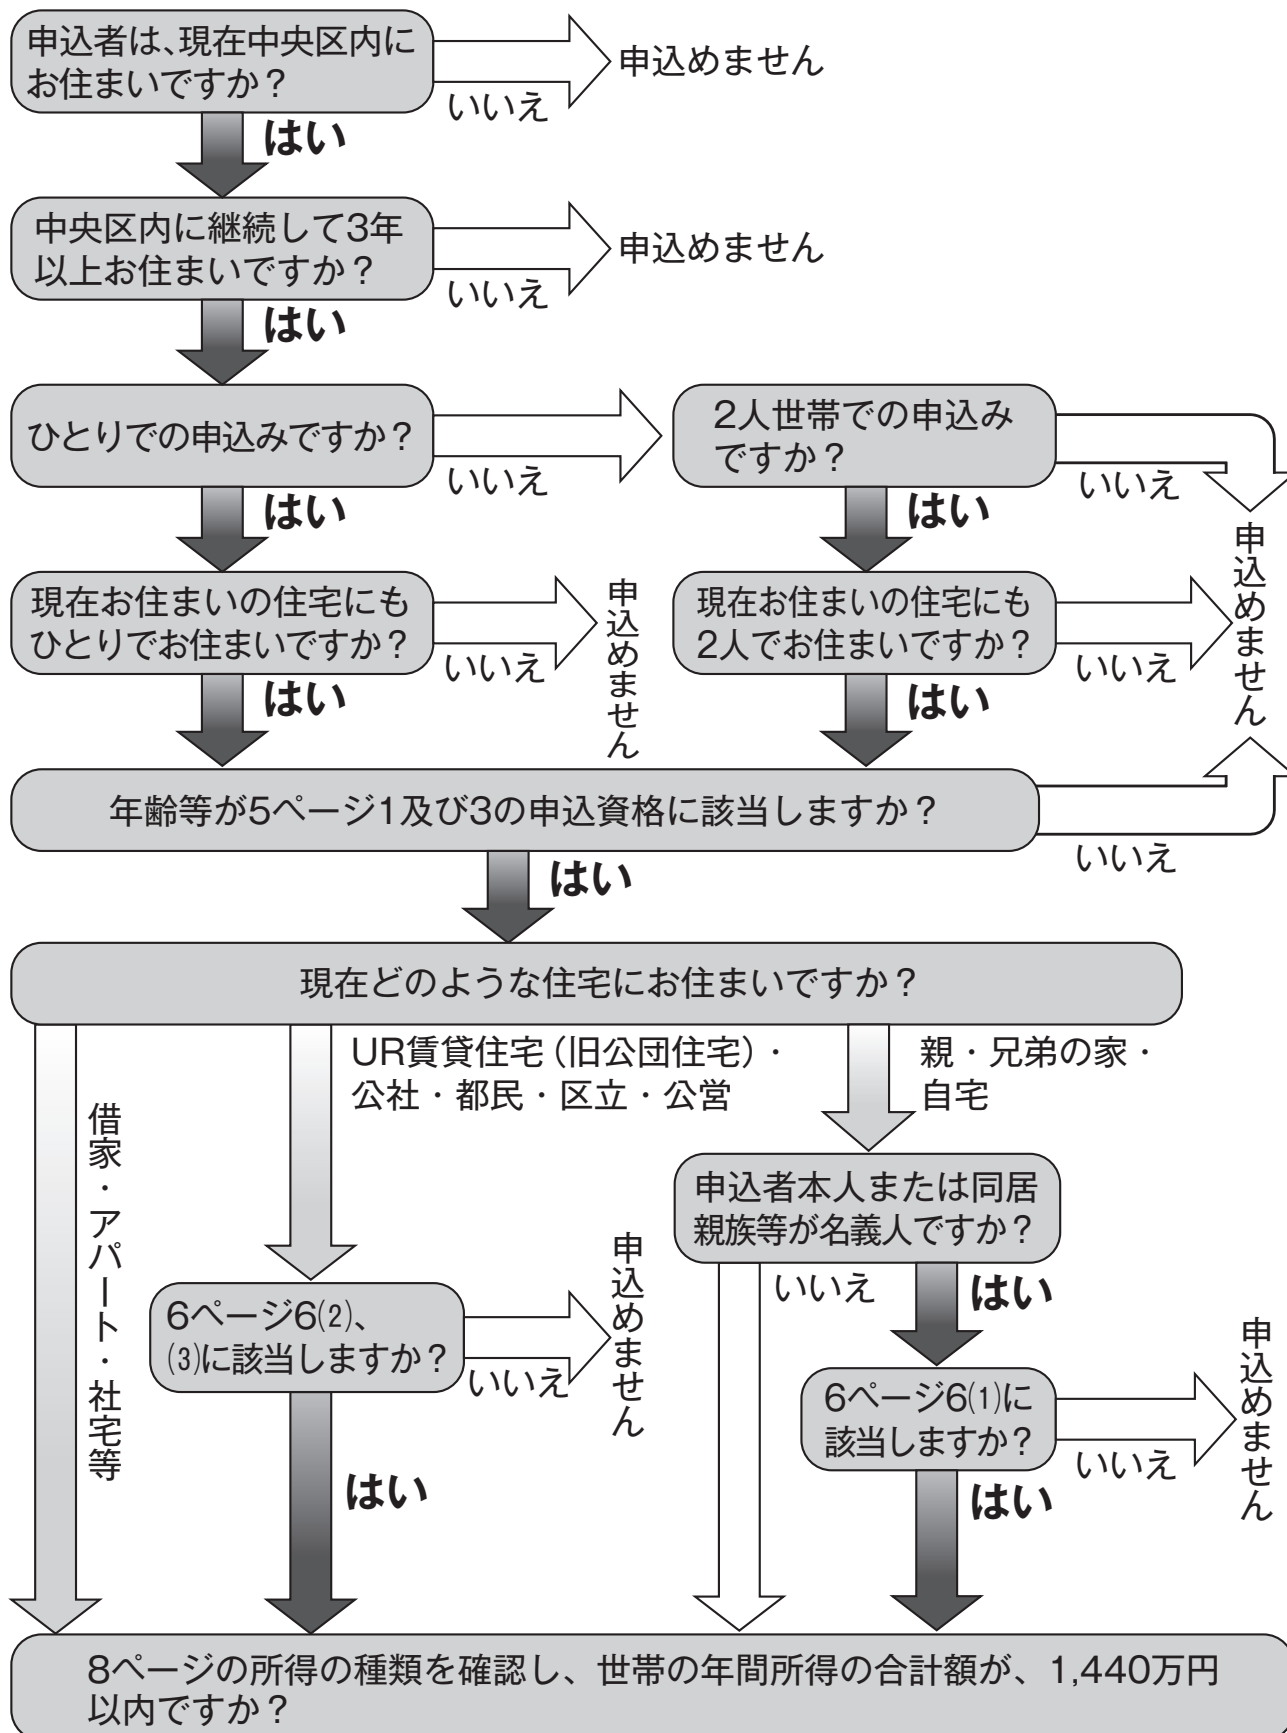 申込者は、現在中央区内に
お住まいですか？
いいえ
申込めません
はい
中央区内に継続して3年
以上お住まいですか？
いいえ
申込めません
はい
ひとりでの申込みですか？
いいえ
はい
2人世帯での申込み
ですか？
いいえ
はい
現在お住まいの住宅にも
ひとりでお住まいですか？
いいえ
申込めません
はい
現在お住まいの住宅にも
2人でお住まいですか？
いいえ
申込めません
はい
年齢等が5ページ1及び3の申込資格に該当しますか？
いいえ
はい
現在どのような住宅にお住まいですか？
借家・アパート・社宅等
UR賃貸住宅（旧公団住宅）・
公社・都民・区立・公営
親・兄弟の家・
自宅
申込者本人または同居
親族等が名義人ですか？
いいえ
はい
6ページ6(2)、
(3)に該当しますか？
いいえ
申込めません
はい
6ページ6(1)に
該当しますか？
いいえ
申込めません
はい
8ページの所得の種類を確認し、世帯の年間所得の合計額が、1,440万円
以内ですか？